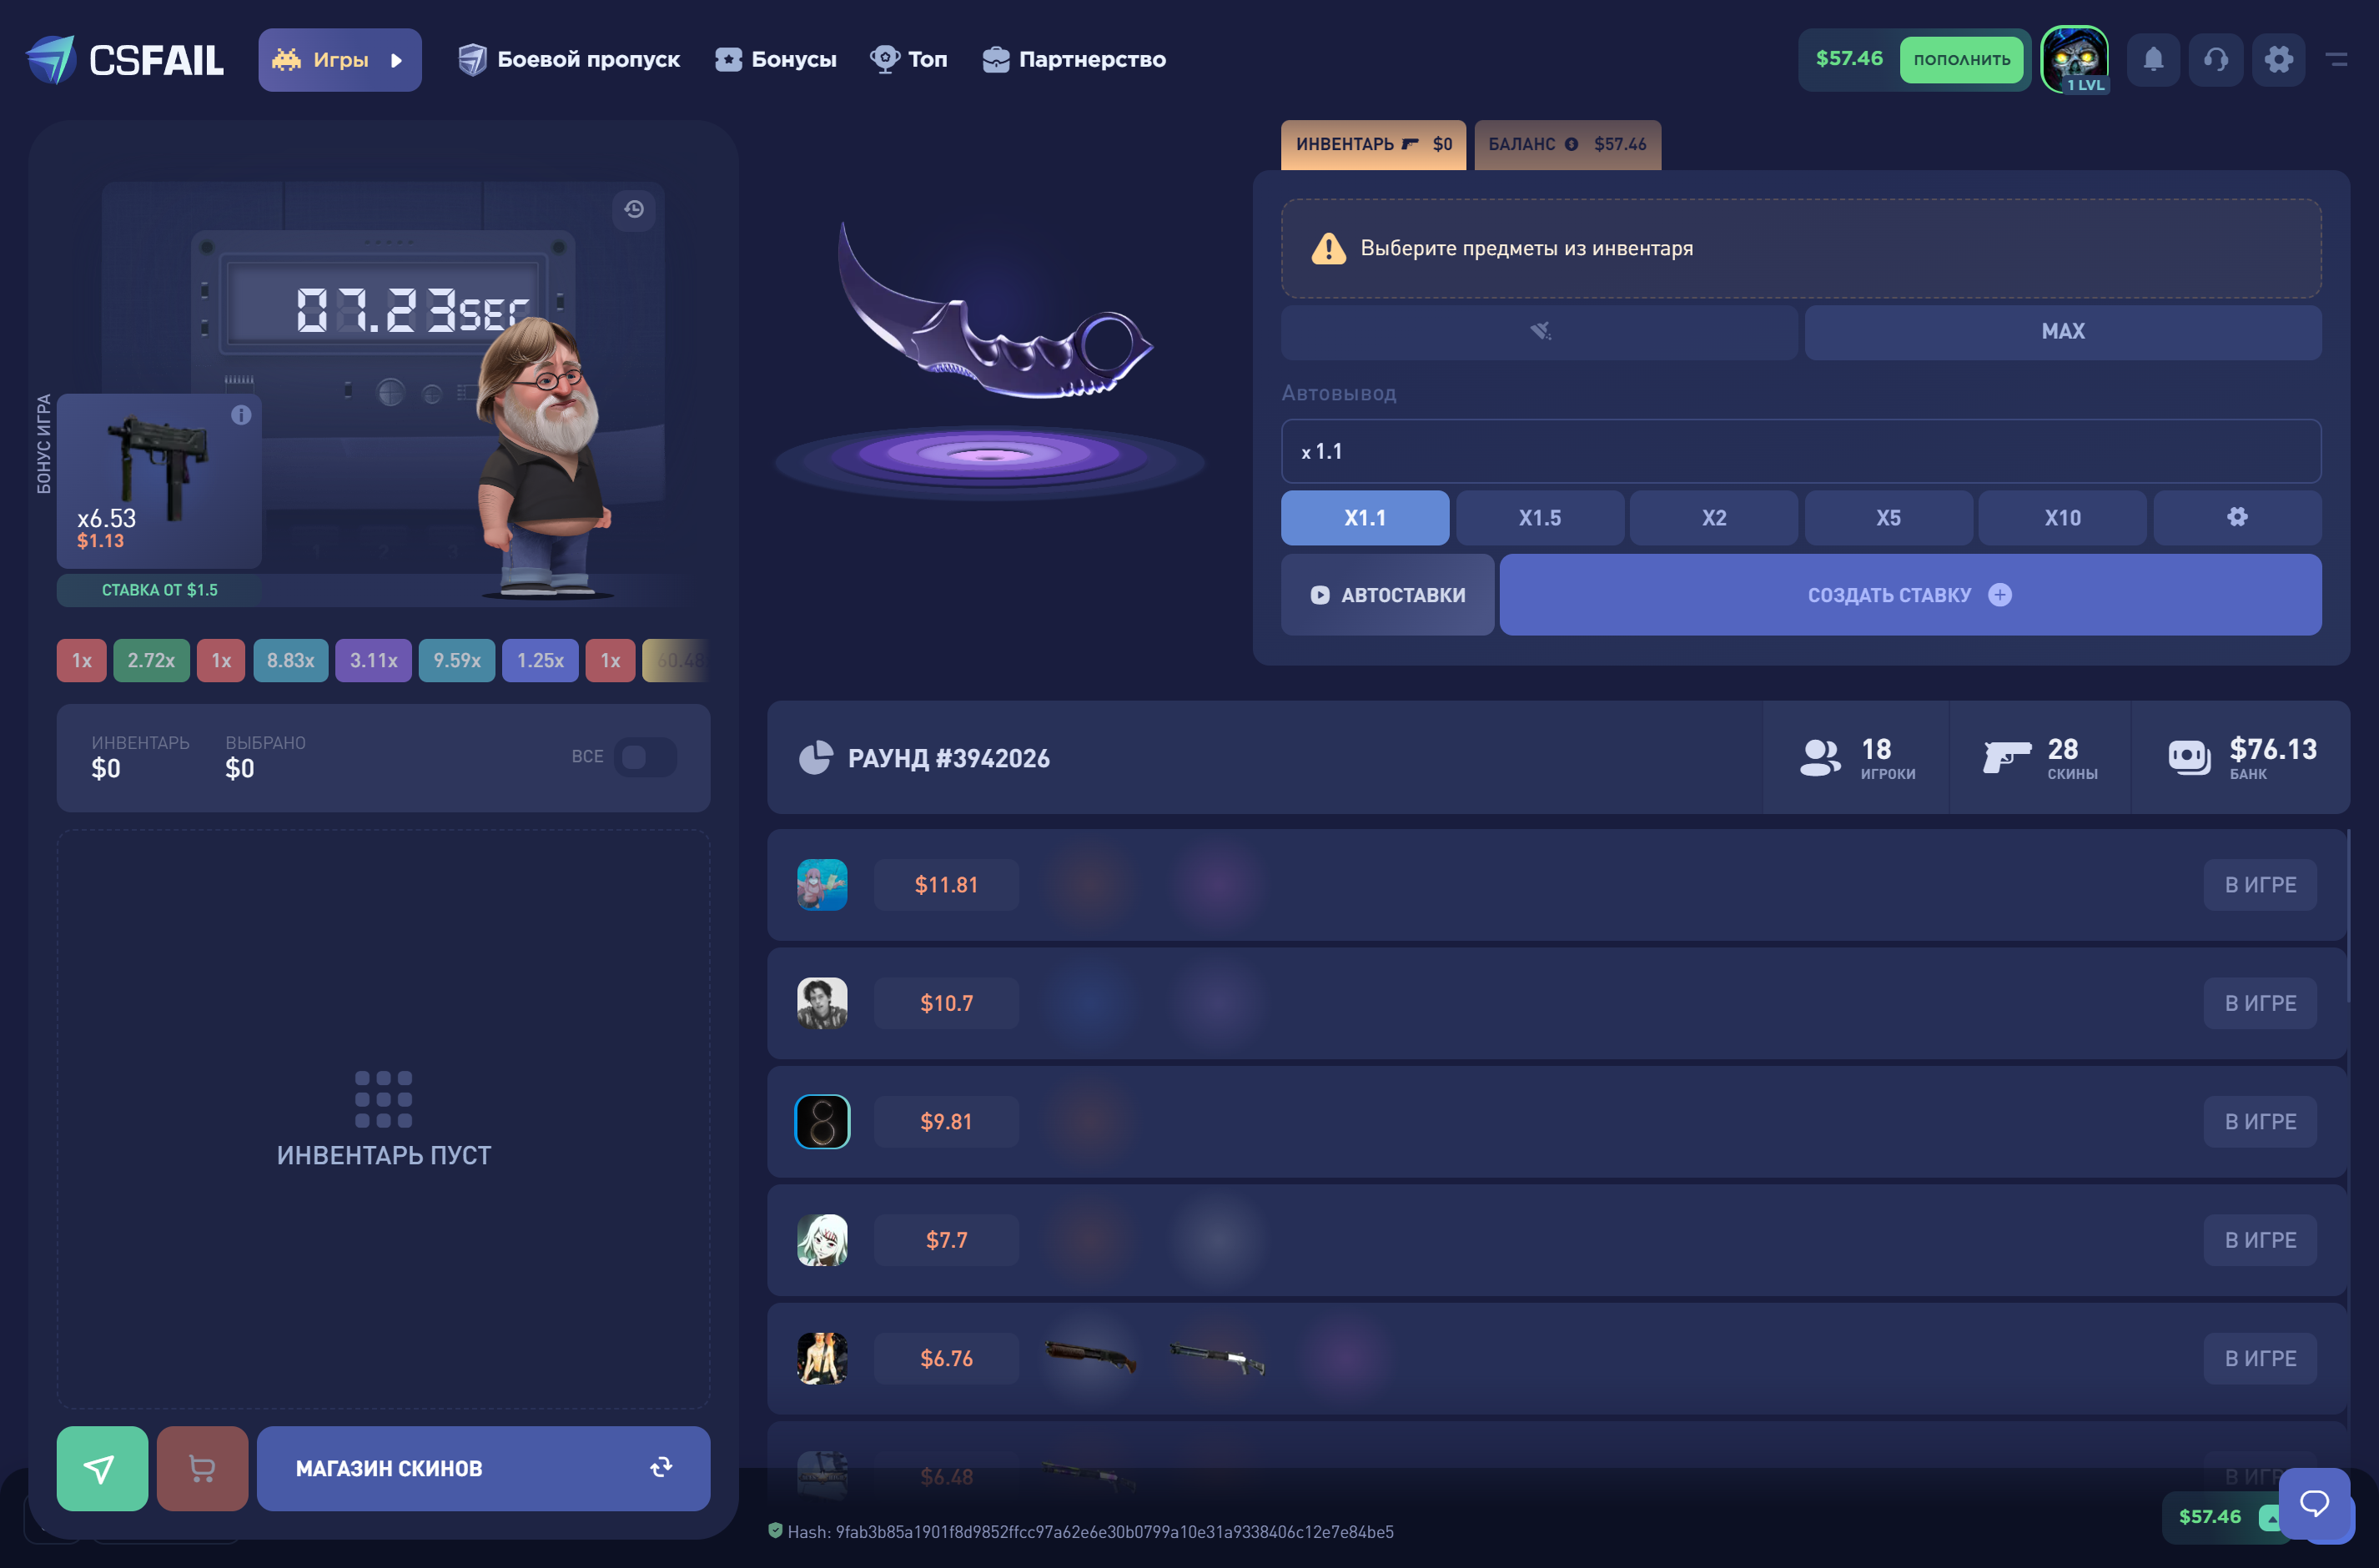 CSFAIL
Игры
Боевой пропуск
Бонусы
Топ
Партнерство
$57.46
ПОПОЛНИТЬ
1 LVL
07.23SEC
БОНУС ИГРА
x6.53
$1.13
СТАВКА ОТ $1.5
1x
2.72x
1x
8.83x
3.11x
9.59x
1.25x
1x
60.48
ИНВЕНТАРЬ
$0
ВЫБРАНО
$0
ВСЕ
ИНВЕНТАРЬ ПУСТ
МАГАЗИН СКИНОВ
ИНВЕНТАРЬ $0
БАЛАНС $57.46
Выберите предметы из инвентаря
MAX
Автовывод
x 1.1
X1.1
X1.5
X2
X5
X10
АВТОСТАВКИ
СОЗДАТЬ СТАВКУ
РАУНД #3942026
18
ИГРОКИ
28
СКИНЫ
$76.13
БАНК
$11.81
В ИГРЕ
$10.7
В ИГРЕ
$9.81
В ИГРЕ
$7.7
В ИГРЕ
$6.76
В ИГРЕ
$6.48
В ИГРЕ
Hash: 9fab3b85a1901f8d9852ffcc97a62e6e30b0799a10e31a9338406c12e7e84be5
$57.46